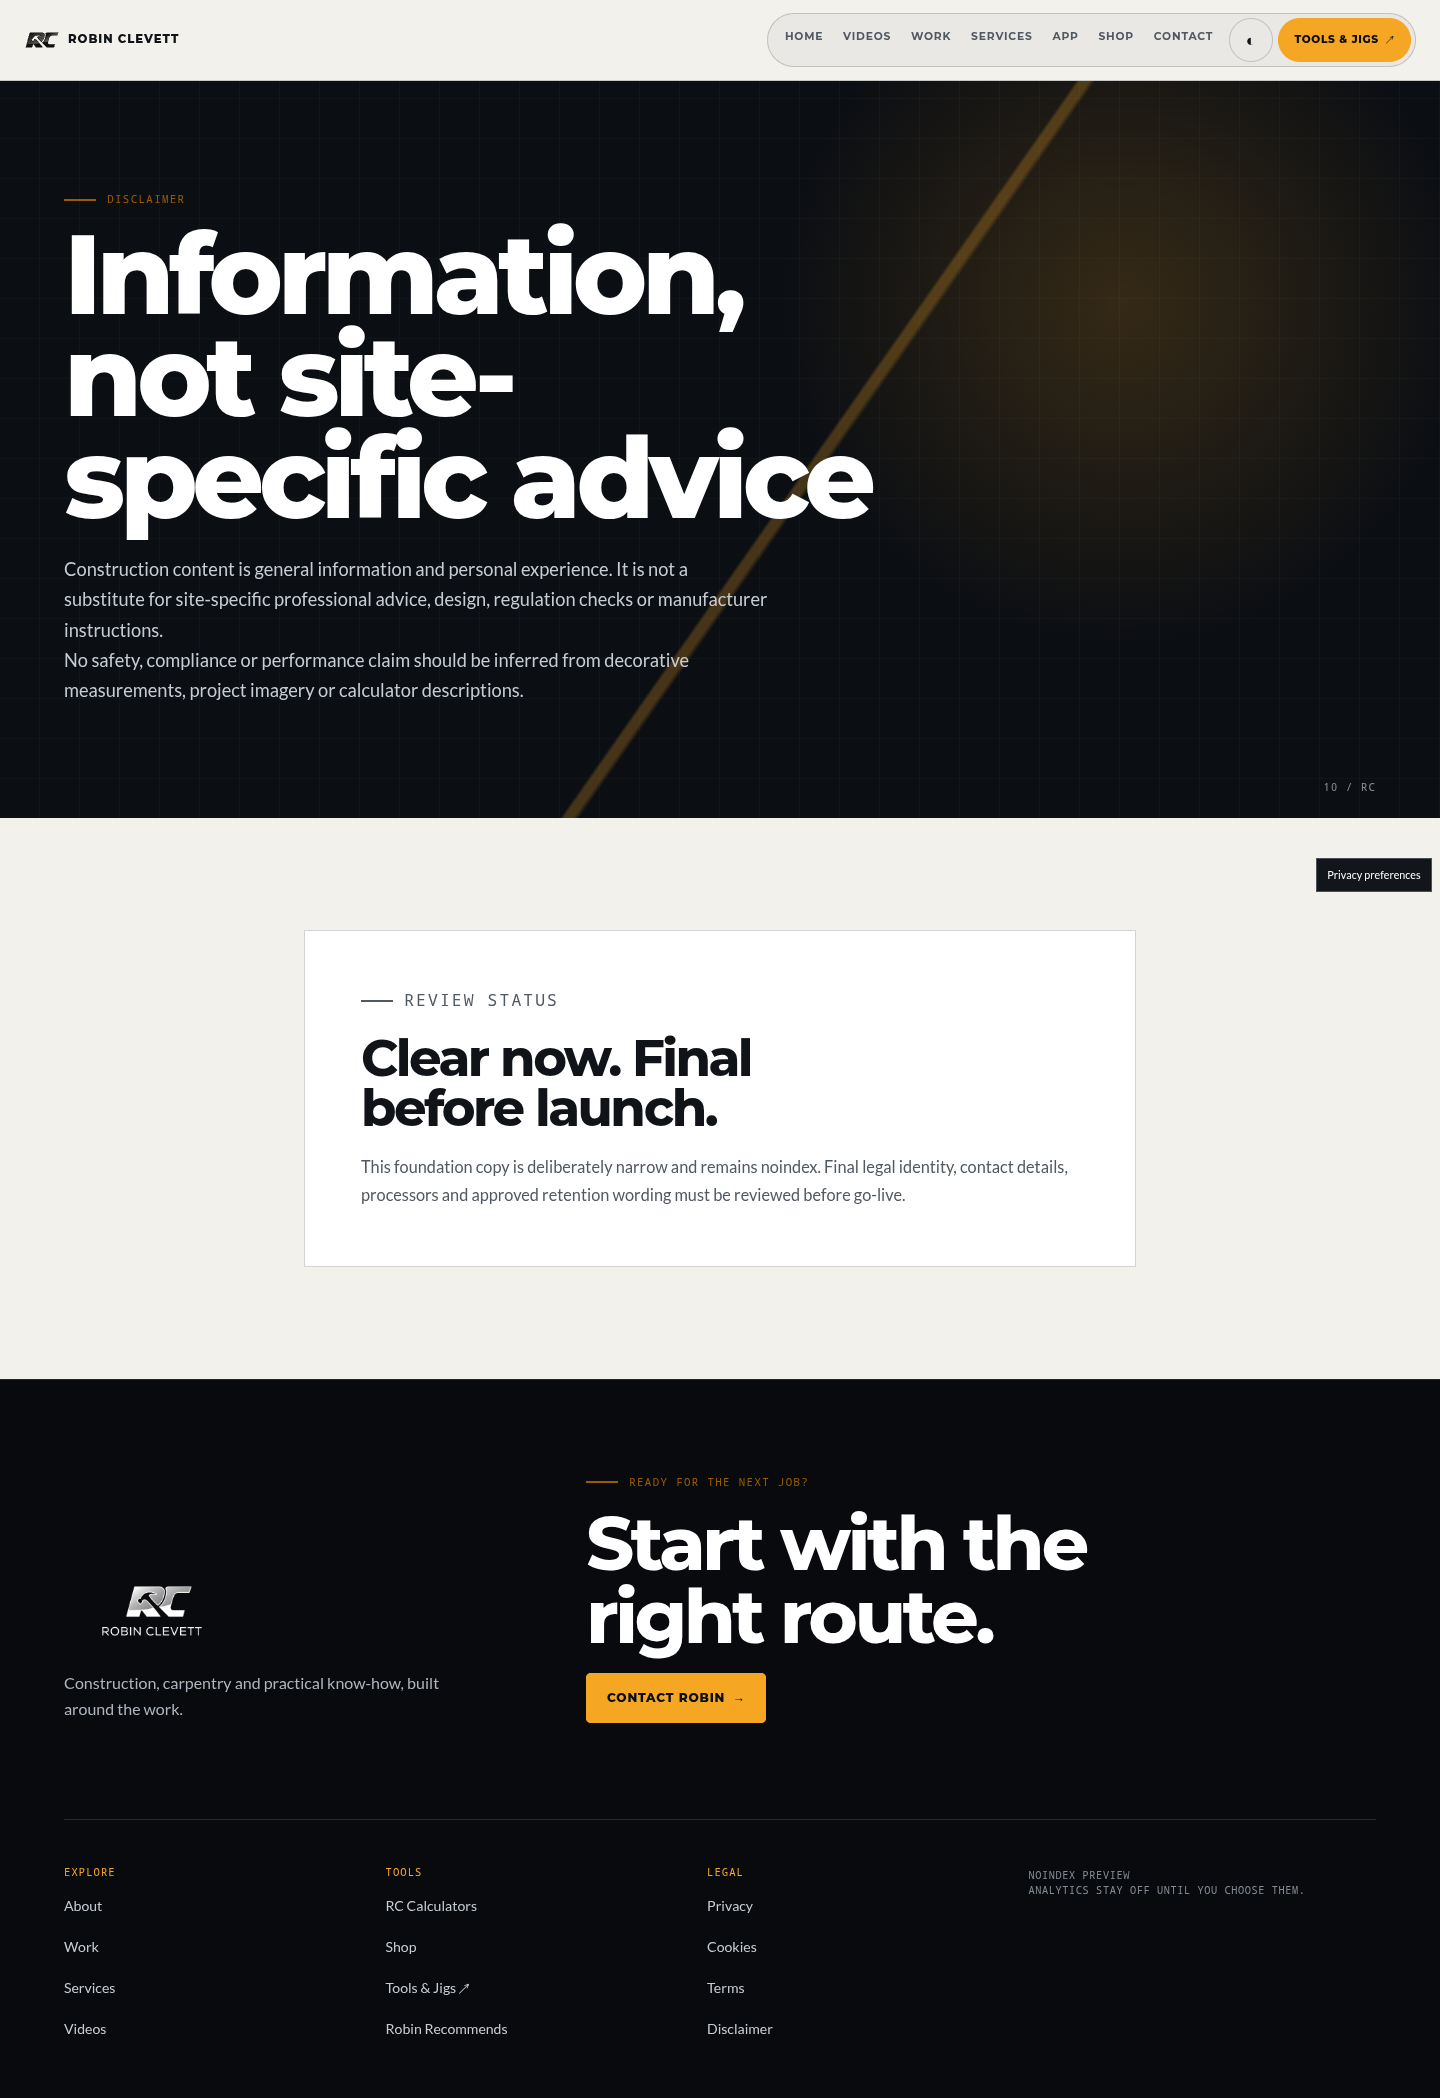 RC ROBIN CLEVETT
HOME VIDEOS WORK SERVICES APP SHOP CONTACT TOOLS & JIGS ↗
DISCLAIMER
Information,
not site-
specific advice
Construction content is general information and personal experience. It is not a
substitute for site-specific professional advice, design, regulation checks or manufacturer
instructions.
No safety, compliance or performance claim should be inferred from decorative
measurements, project imagery or calculator descriptions.
10 / RC
Privacy preferences
REVIEW STATUS
Clear now. Final
before launch.
This foundation copy is deliberately narrow and remains noindex. Final legal identity, contact details,
processors and approved retention wording must be reviewed before go-live.
READY FOR THE NEXT JOB?
Start with the
right route.
CONTACT ROBIN →
RC
ROBIN CLEVETT
Construction, carpentry and practical know-how, built
around the work.
EXPLORE
About
Work
Services
Videos
TOOLS
RC Calculators
Shop
Tools & Jigs ↗
Robin Recommends
LEGAL
Privacy
Cookies
Terms
Disclaimer
NOINDEX PREVIEW
ANALYTICS STAY OFF UNTIL YOU CHOOSE THEM.